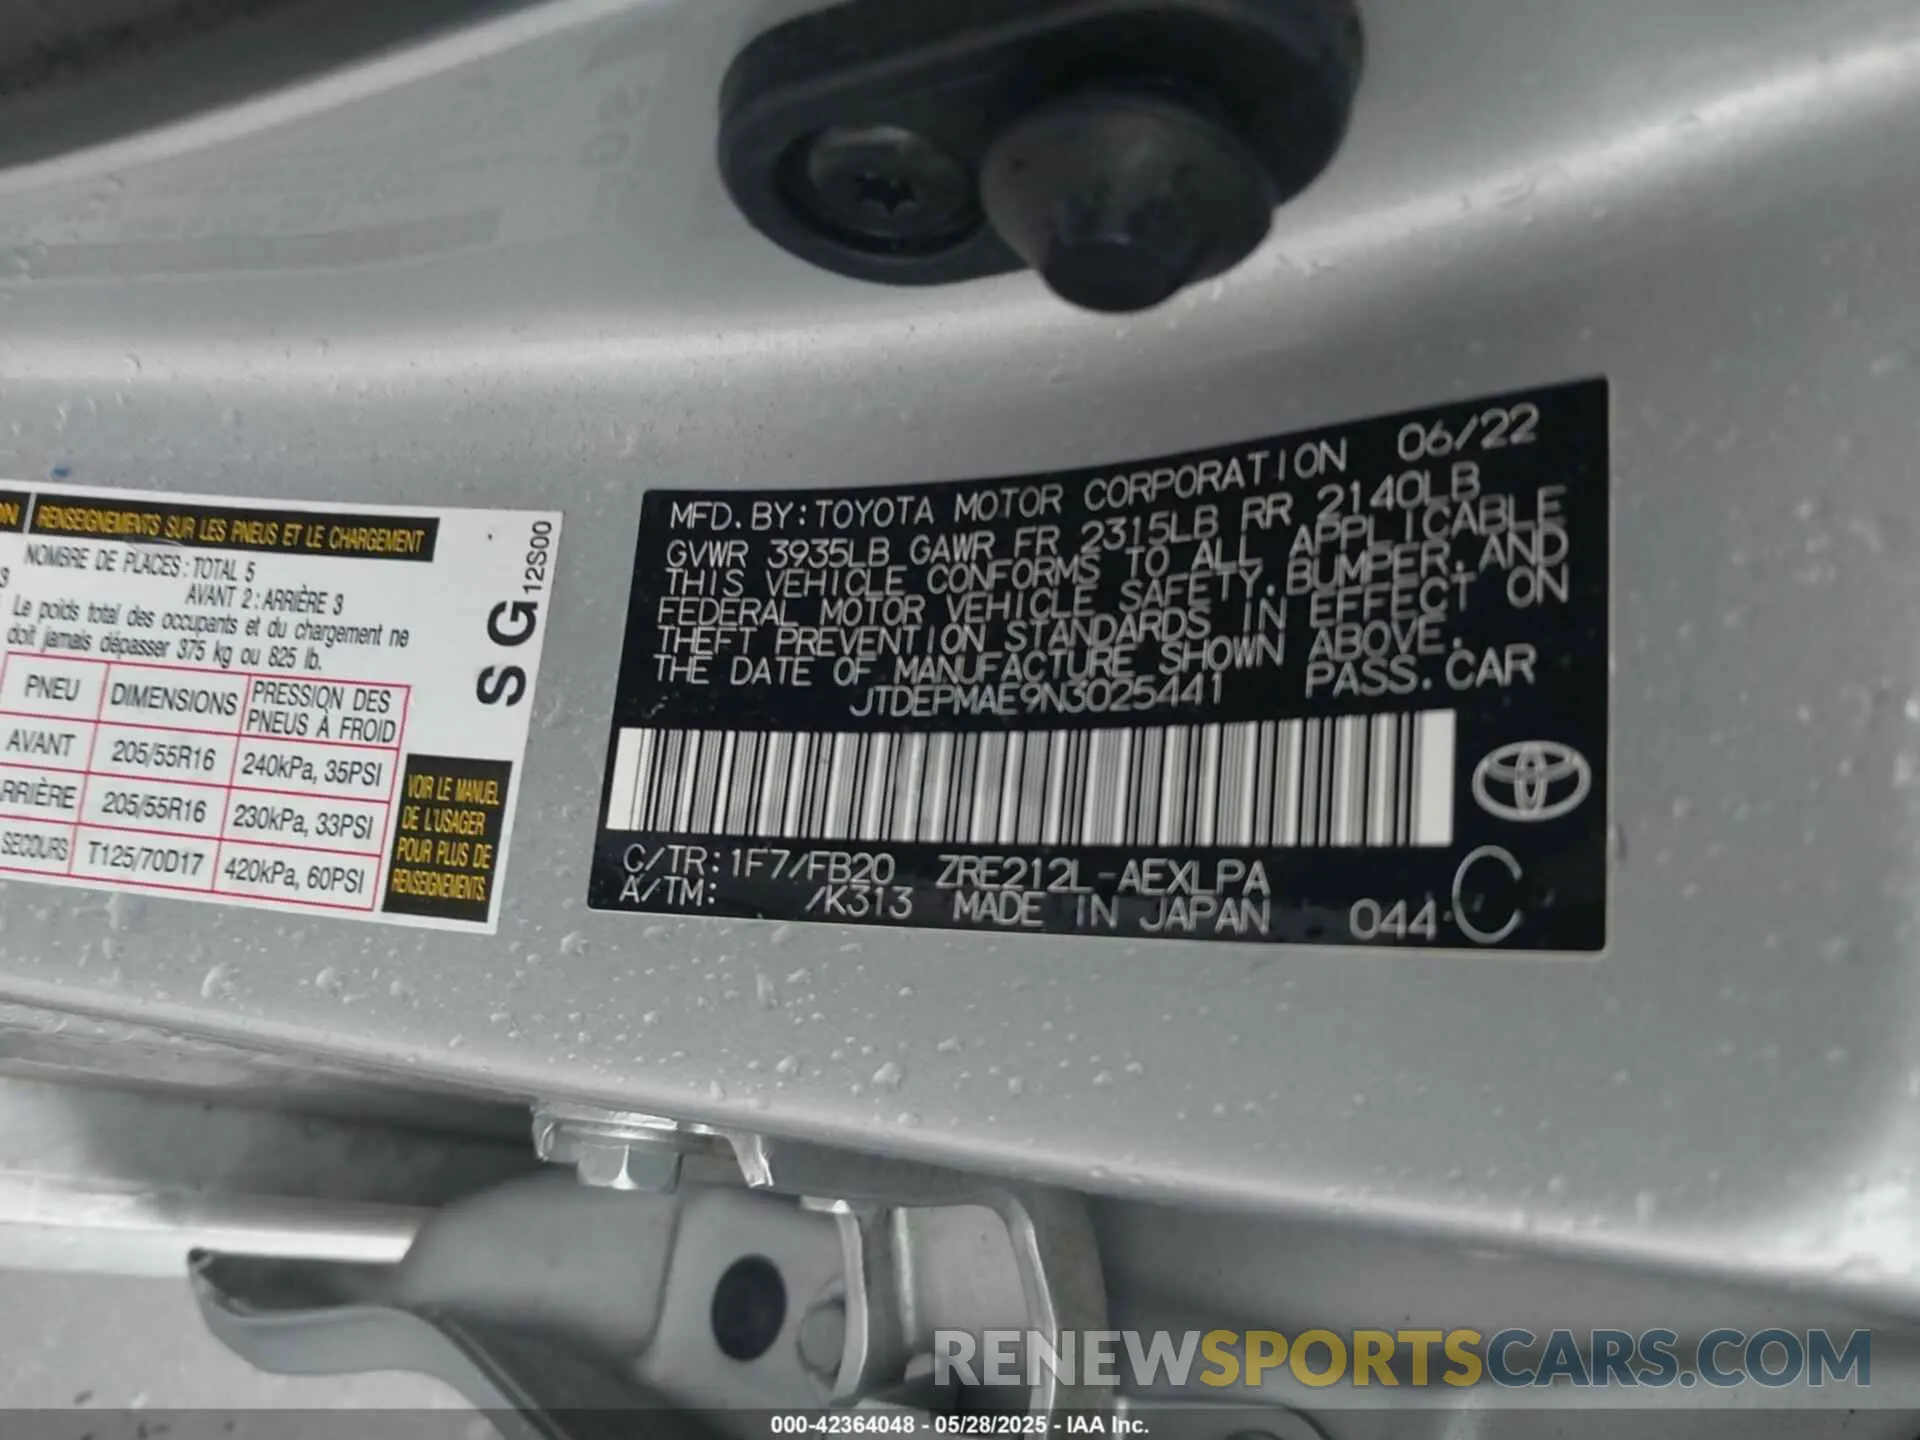 RENSEIGNEMENTS SUR LES PNEUS ET LE CHARGEMENT
NOMBRE DE PLACES : TOTAL 5
AVANT 2 : ARRIÈRE 3
Le poids total des occupants et du chargement ne
doit jamais dépasser 375 kg ou 825 lb.
PNEU DIMENSIONS PRESSION DES PNEUS À FROID
AVANT 205/55R16 240kPa, 35PSI
205/55R16 230kPa, 33PSI
SECOURS T125/70D17 420kPa, 60PSI
VOIR LE MANUEL
DE L'USAGER
POUR PLUS DE
RENSEIGNEMENTS.
SG 12S00
MFD. BY: TOYOTA MOTOR CORPORATION 06/22
GVWR 3935LB GAWR FR 2315LB RR 2140LB
THIS VEHICLE CONFORMS TO ALL APPLICABLE
FEDERAL MOTOR VEHICLE SAFETY, BUMPER, AND
THEFT PREVENTION STANDARDS IN EFFECT ON
THE DATE OF MANUFACTURE SHOWN ABOVE.
JTDEPMAE9N3025441 PASS. CAR
C/TR: 1F7/FB20 ZRE212L-AEXLPA
A/TM: /K313 MADE IN JAPAN 044 C
RENEWSPORTSCARS.COM
000-42364048 - 05/28/2025 - IAA Inc.